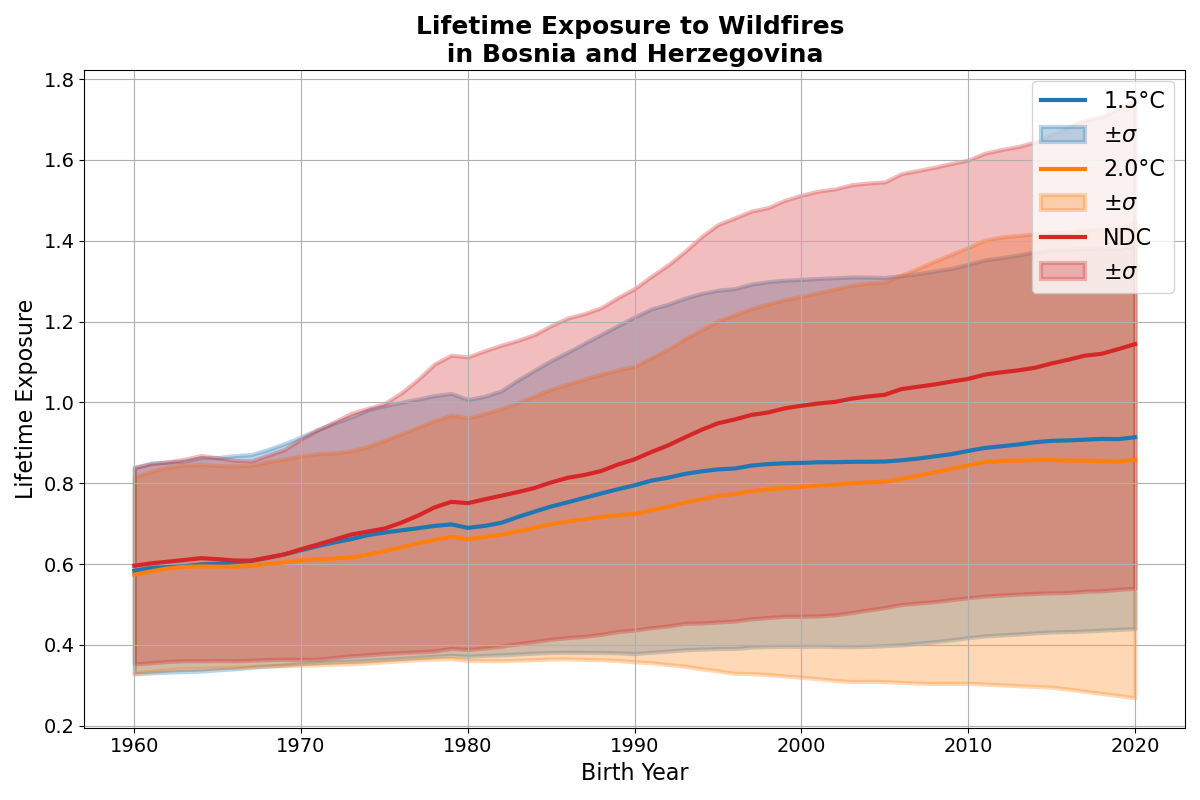 Lifetime Exposure to Wildfires
in Bosnia and Herzegovina
Lifetime Exposure
1.8
1.6
1.4
1.2
1.0
0.8
0.6
0.4
0.2
1.5°C
±σ
2.0°C
±σ
NDC
±σ
1960
1970
1980
1990
2000
2010
2020
Birth Year